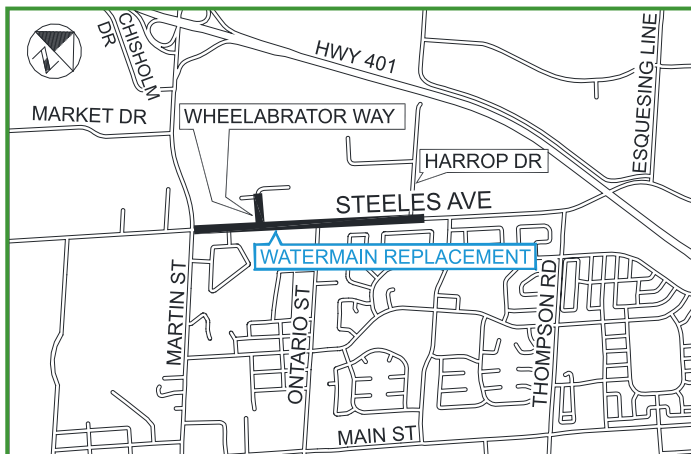 CHISHOLM
DR
HWY 401
ESQUESING LINE
MARKET DR
WHEELABRATOR WAY
HARROP DR
STEELES AVE
WATERMAIN REPLACEMENT
MARTIN ST
ONTARIO ST
THOMPSON RD
MAIN ST